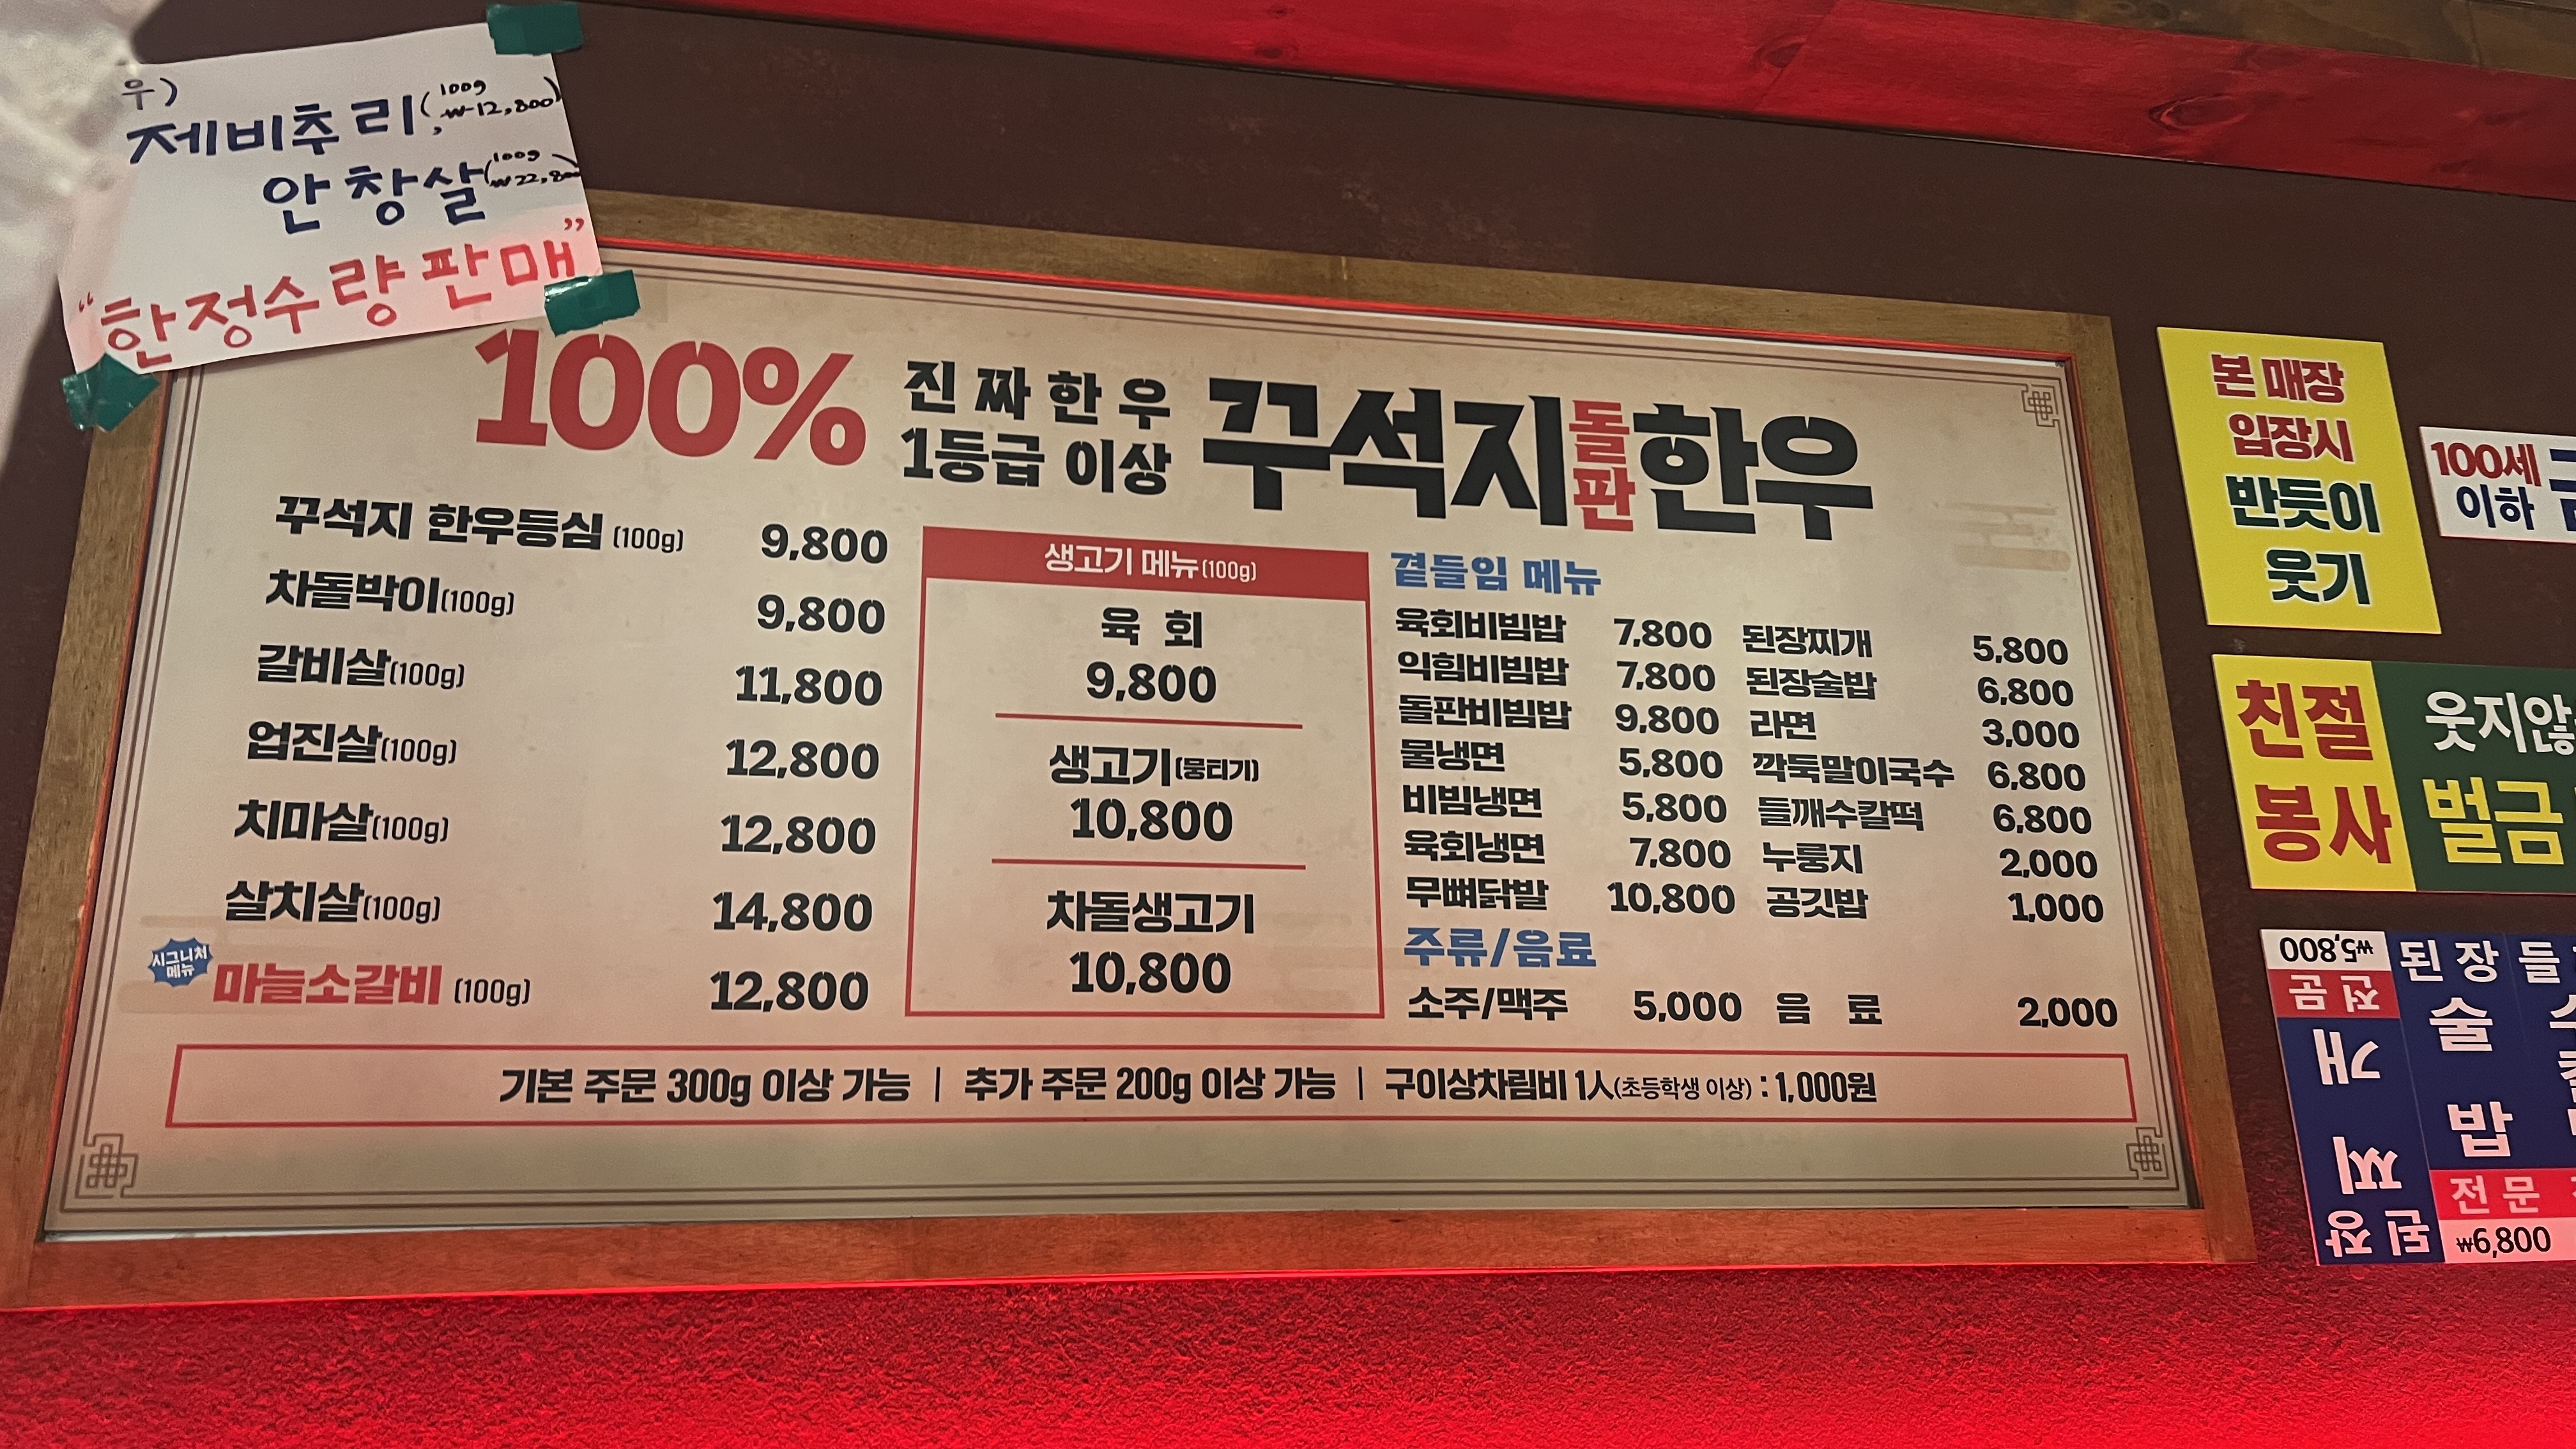 우)
제비추리(100g ₩12,800)
안창살(100g ₩22,800
"한정수량판매"
100%
진짜한우
1등급 이상
꾸석지돌판한우
꾸석지 한우등심 (100g) 9,800
차돌박이(100g) 9,800
갈비살(100g) 11,800
업진살(100g) 12,800
치마살(100g) 12,800
살치살(100g) 14,800
시그니처
메뉴
마늘소갈비 (100g) 12,800
생고기 메뉴(100g)
육 회
9,800
생고기(뭉티기)
10,800
차돌생고기
10,800
곁들임 메뉴
육회비빔밥 7,800 된장찌개 5,800
익힘비빔밥 7,800 된장술밥 6,800
돌판비빔밥 9,800 라면 3,000
물냉면 5,800 깍둑말이국수 6,800
비빔냉면 5,800 들깨수칼떡 6,800
육회냉면 7,800 누룽지 2,000
무뼈닭발 10,800 공깃밥 1,000
주류/음료
소주/맥주 5,000 음 료 2,000
기본 주문 300g 이상 가능 | 추가 주문 200g 이상 가능 | 구이상차림비 1人(초등학생 이상) : 1,000원
본 매장
입장시
반듯이
웃기
100세
이하
친절
봉사
웃지않
벌금
된장찌개
전문
₩5,800
된장
술
밥
전문
₩6,800
들